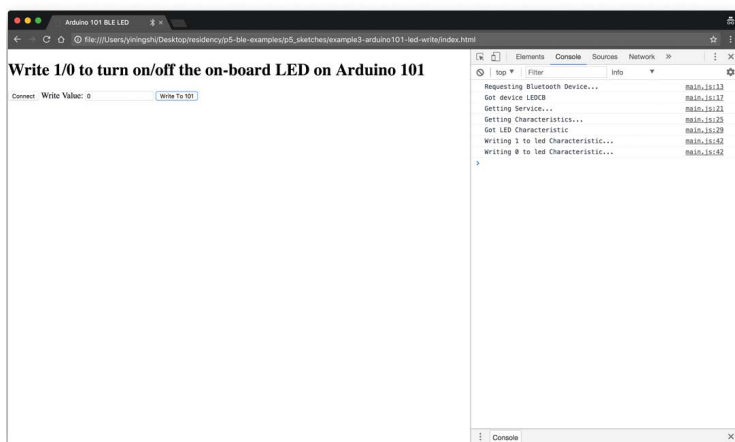 Arduino 101 BLE LED
file:///Users/yiningshi/Desktop/residency/p5-ble-examples/p5_sketches/example3-arduino101-led-write/index.html
Write 1/0 to turn on/off the on-board LED on Arduino 101
Connect Write Value: 0 Write To 101
Elements Console Sources Network »
top ▼ Filter Info ▼
Requesting Bluetooth Device... main.js:13
Got device LEDCB main.js:17
Getting Service... main.js:21
Getting Characteristics... main.js:25
Got LED Characteristic main.js:29
Writing 1 to led Characteristic... main.js:42
Writing 0 to led Characteristic... main.js:42
>
Console